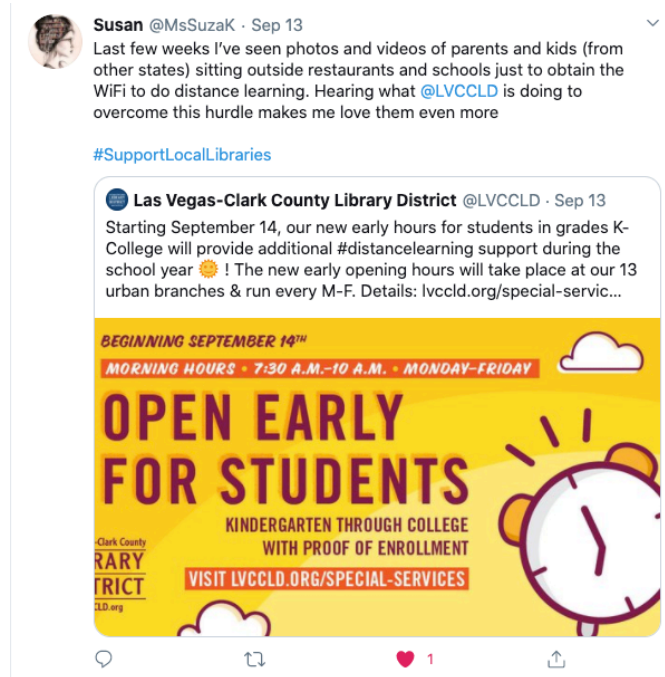 Susan @MsSuzaK · Sep 13
Last few weeks I've seen photos and videos of parents and kids (from
other states) sitting outside restaurants and schools just to obtain the
WiFi to do distance learning. Hearing what @LVCCLD is doing to
overcome this hurdle makes me love them even more
#SupportLocalLibraries
Las Vegas-Clark County Library District @LVCCLD · Sep 13
Starting September 14, our new early hours for students in grades K-
College will provide additional #distancelearning support during the
school year 🌞 ! The new early opening hours will take place at our 13
urban branches & run every M-F. Details: lvccld.org/special-servic...
BEGINNING SEPTEMBER 14TH
MORNING HOURS • 7:30 A.M.-10 A.M. • MONDAY-FRIDAY
OPEN EARLY
FOR STUDENTS
KINDERGARTEN THROUGH COLLEGE
WITH PROOF OF ENROLLMENT
VISIT LVCCLD.ORG/SPECIAL-SERVICES
-Clark County
RARY
TRICT
CLD.org
1